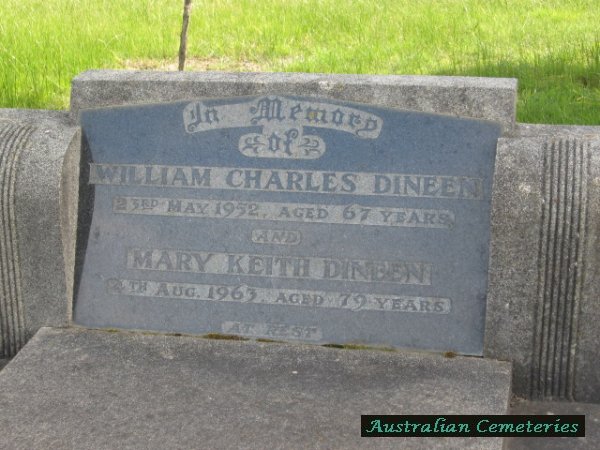 In Memory
of
WILLIAM CHARLES DINEEN
23RD MAY 1952, AGED 67 YEARS
AND
MARY KEITH DINEEN
AUG. 1963, AGED 79 YEARS
AT REST
Australian Cemeteries